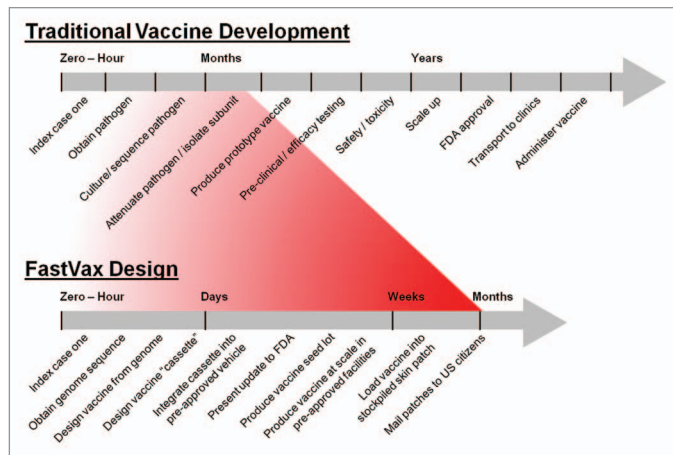 Traditional Vaccine Development
Zero – Hour
Months
Years
Index case one
Obtain pathogen
Culture/ sequence pathogen
Attenuate pathogen / isolate subunit
Produce prototype vaccine
Pre-clinical / efficacy testing
Safety / toxicity
Scale up
FDA approval
Transport to clinics
Administer vaccine
FastVax Design
Zero – Hour
Days
Weeks
Months
Index case one
Obtain genome sequence
Design vaccine from genome
Design vaccine "cassette"
Integrate cassette into
pre-approved vehicle
Present update to FDA
Produce vaccine seed lot
Produce vaccine at scale in
pre-approved facilities
Load vaccine into
stockpiled skin patch
Mail patches to US citizens